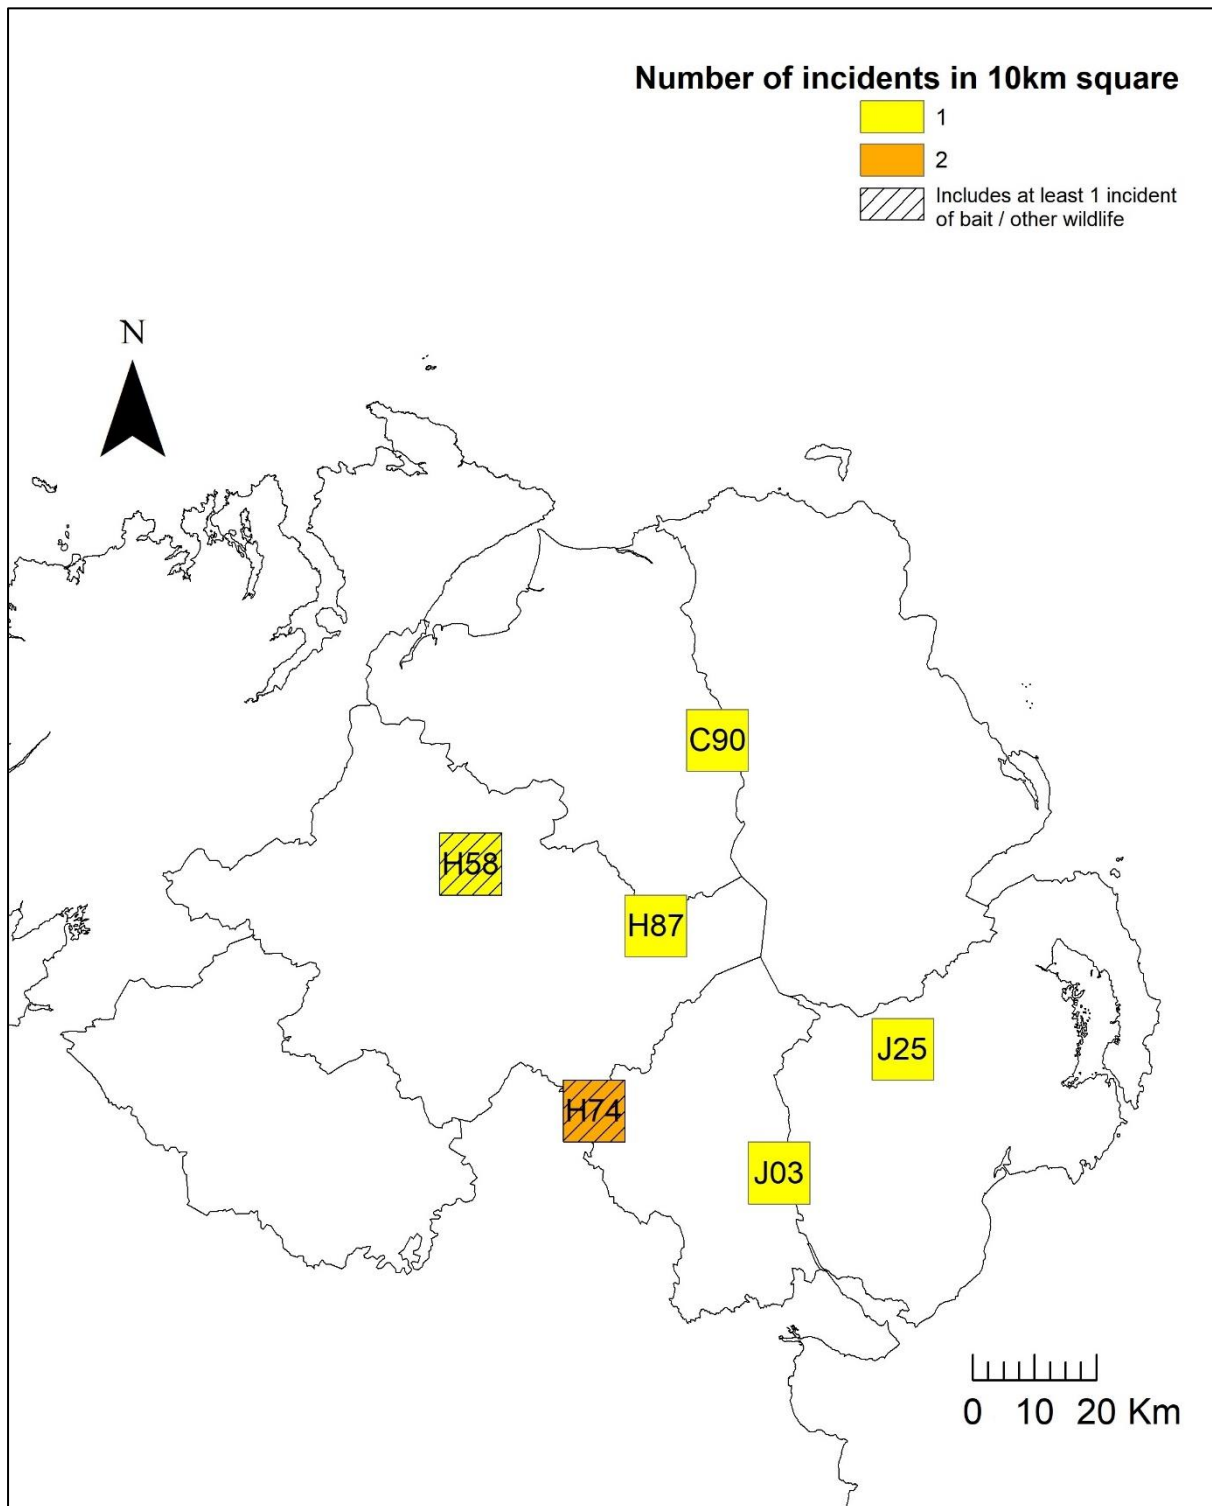 Number of incidents in 10km square
1
2
Includes at least 1 incident
of bait / other wildlife
N
C90
H58
H87
J25
H74
J03
0 10 20 Km